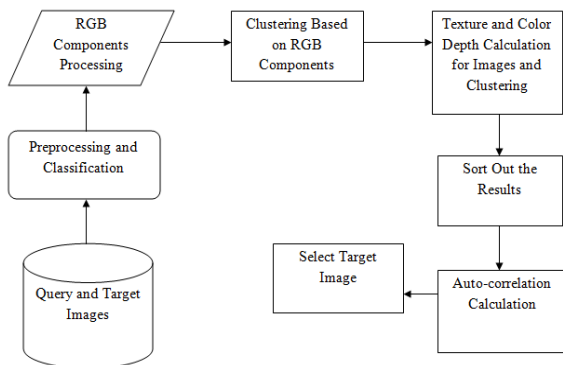 RGB
Components
Processing
Clustering Based
on RGB
Components
Texture and Color
Depth Calculation
for Images and
Clustering
Preprocessing and
Classification
Sort Out the
Results
Select Target
Image
Auto-correlation
Calculation
Query and Target
Images